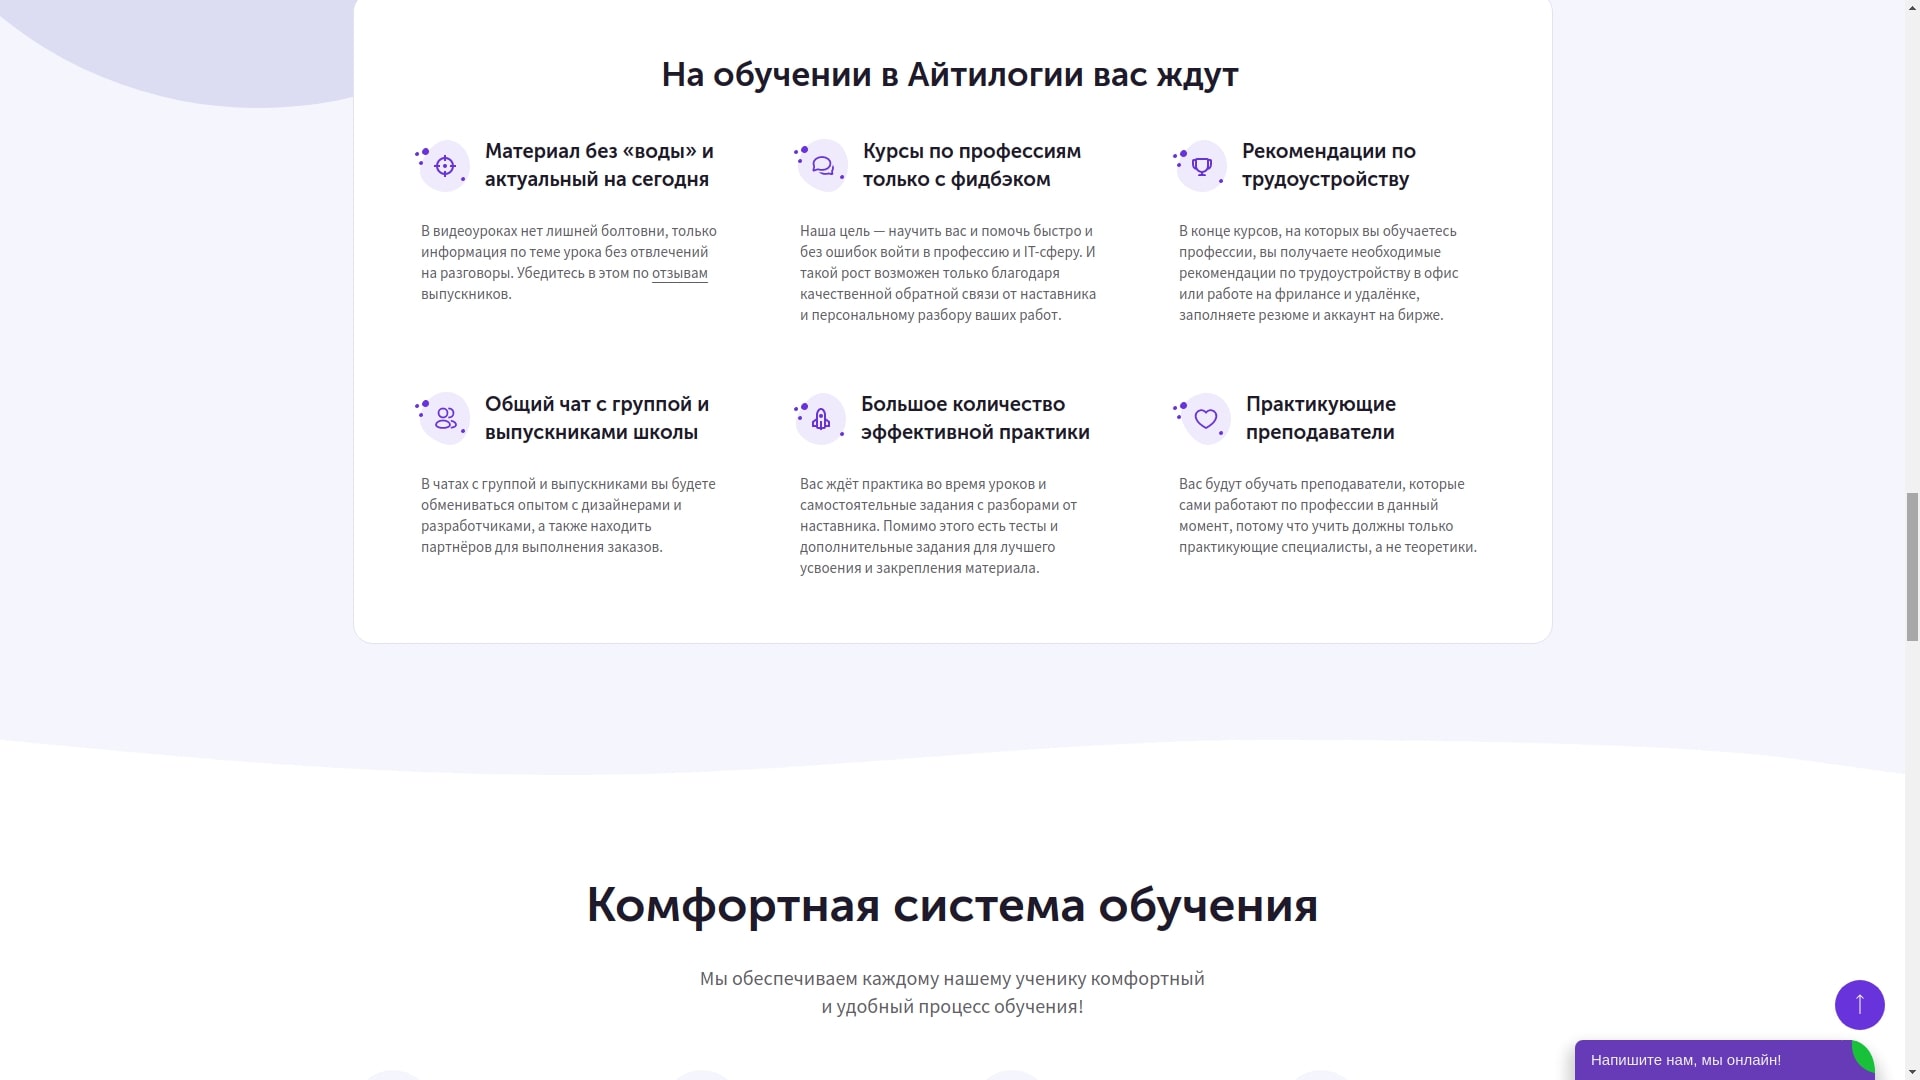 На обучении в Айтилогии вас ждут
Материал без «воды» и
актуальный на сегодня
В видеоуроках нет лишней болтовни, только
информация по теме урока без отвлечений
на разговоры. Убедитесь в этом по отзывам
выпускников.
Курсы по профессиям
только с фидбэком
Наша цель — научить вас и помочь быстро и
без ошибок войти в профессию и IT-сферу. И
такой рост возможен только благодаря
качественной обратной связи от наставника
и персональному разбору ваших работ.
Рекомендации по
трудоустройству
В конце курсов, на которых вы обучаетесь
профессии, вы получаете необходимые
рекомендации по трудоустройству в офис
или работе на фрилансе и удалёнке,
заполняете резюме и аккаунт на бирже.
Общий чат с группой и
выпускниками школы
В чатах с группой и выпускниками вы будете
обмениваться опытом с дизайнерами и
разработчиками, а также находить
партнёров для выполнения заказов.
Большое количество
эффективной практики
Вас ждёт практика во время уроков и
самостоятельные задания с разборами от
наставника. Помимо этого есть тесты и
дополнительные задания для лучшего
усвоения и закрепления материала.
Практикующие
преподаватели
Вас будут обучать преподаватели, которые
сами работают по профессии в данный
момент, потому что учить должны только
практикующие специалисты, а не теоретики.
Комфортная система обучения
Мы обеспечиваем каждому нашему ученику комфортный
и удобный процесс обучения!
Напишите нам, мы онлайн!